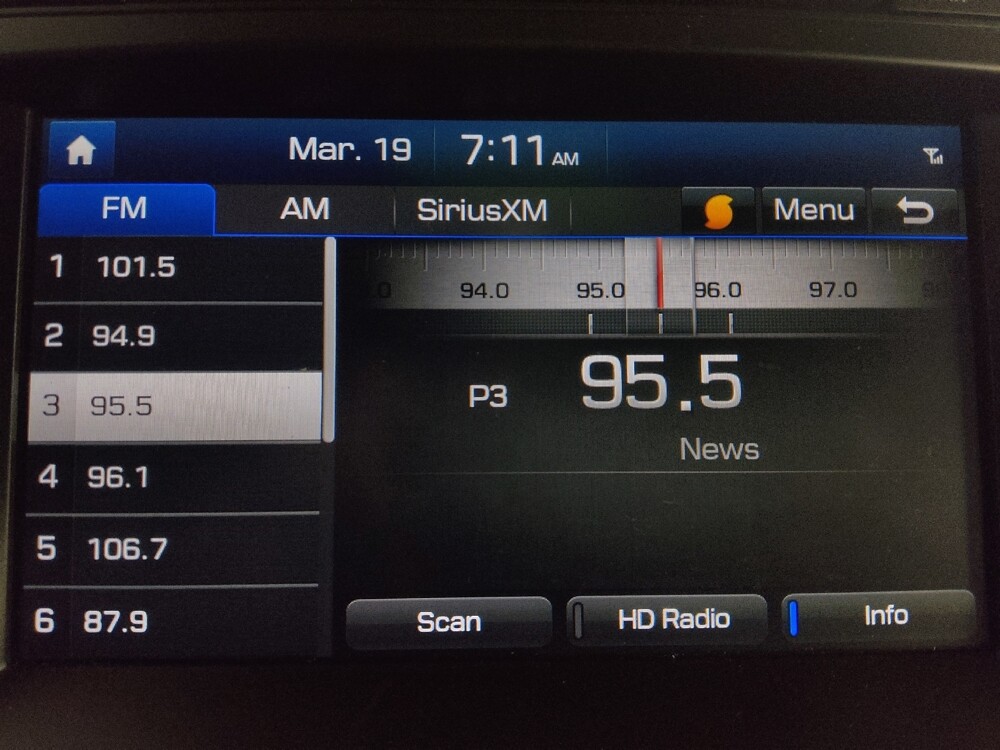 Mar. 19 7:11 AM
FM AM SiriusXM Menu
1 101.5
2 94.9
3 95.5
4 96.1
5 106.7
6 87.9
94.0 95.0 96.0 97.0
P3 95.5
News
Scan HD Radio Info